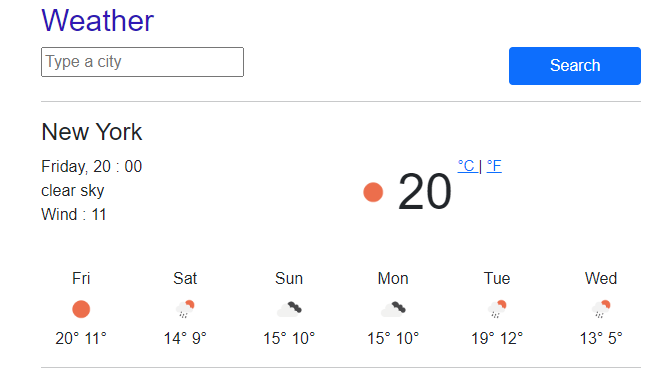 Weather
Type a city
Search
New York
Friday, 20 : 00
clear sky
Wind : 11
20 °C | °F
Fri Sat Sun Mon Tue Wed
20° 11° 14° 9° 15° 10° 15° 10° 19° 12° 13° 5°